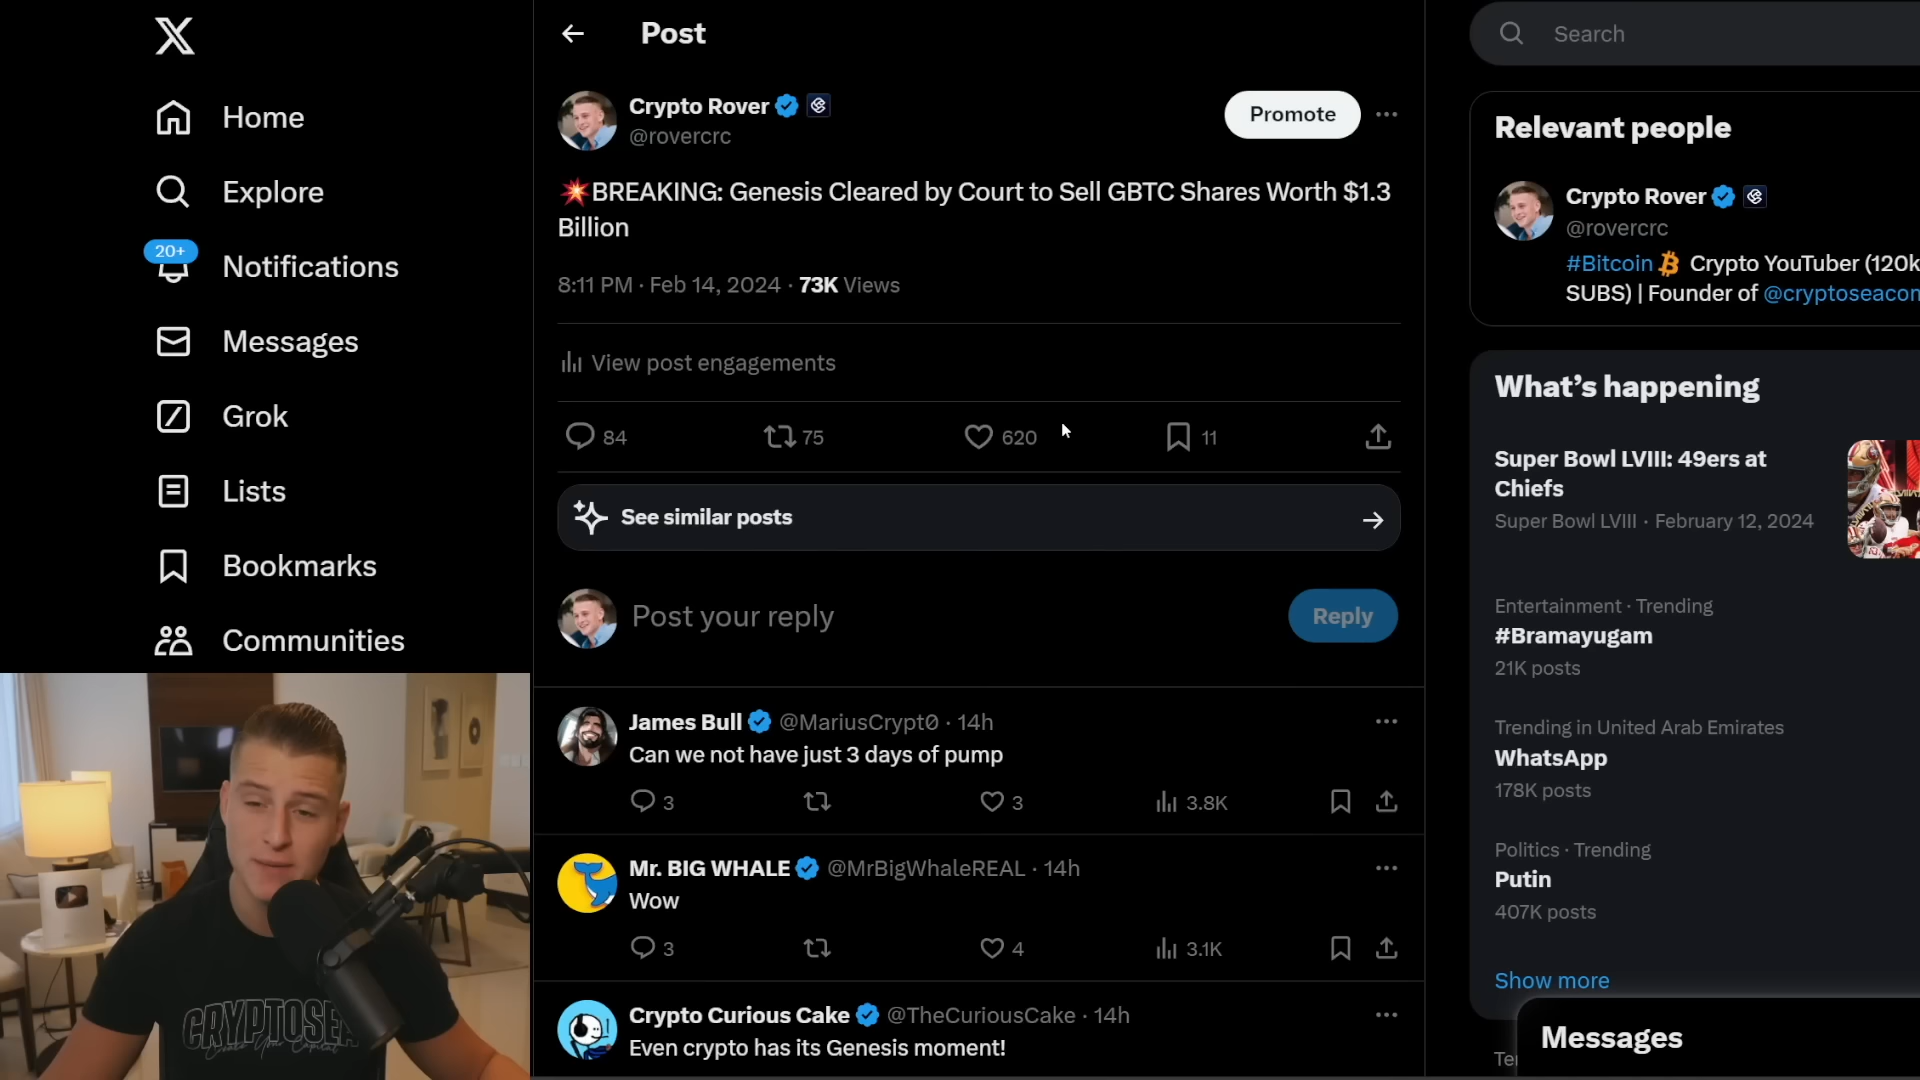 Home
Explore
20+
Notifications
Messages
Grok
Lists
Bookmarks
Communities
Post
Crypto Rover
@rovercrc
Promote
💥BREAKING: Genesis Cleared by Court to Sell GBTC Shares Worth $1.3
Billion
8:11 PM · Feb 14, 2024 · 73K Views
View post engagements
84 75 620 11
See similar posts
Post your reply
Reply
James Bull @MariusCrypt0 · 14h
Can we not have just 3 days of pump
3 3 3.8K
Mr. BIG WHALE @MrBigWhaleREAL · 14h
Wow
3 4 3.1K
Crypto Curious Cake @TheCuriousCake · 14h
Even crypto has its Genesis moment!
Search
Relevant people
Crypto Rover
@rovercrc
#Bitcoin Crypto YouTuber (120k
SUBS) | Founder of @cryptoseacom
What's happening
Super Bowl LVIII: 49ers at
Chiefs
Super Bowl LVIII · February 12, 2024
Entertainment · Trending
#Bramayugam
21K posts
Trending in United Arab Emirates
WhatsApp
178K posts
Politics · Trending
Putin
407K posts
Show more
Messages